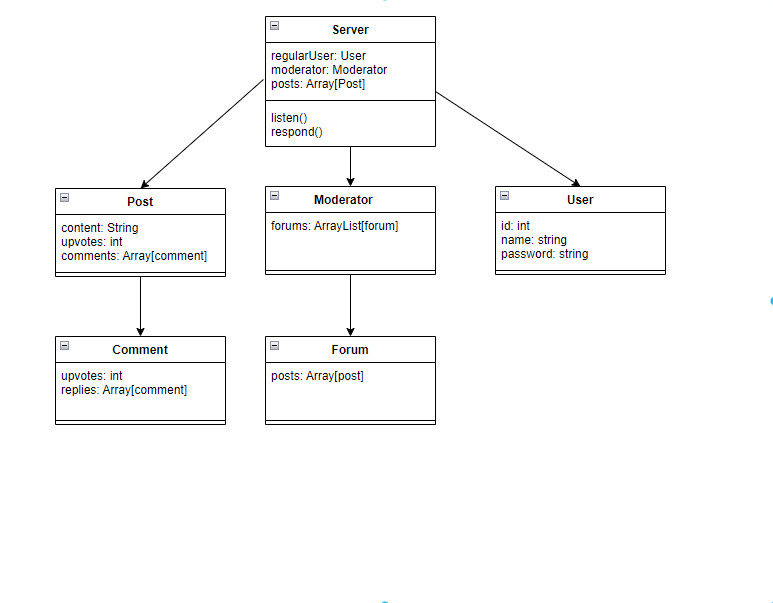 Server
regularUser: User
moderator: Moderator
posts: Array[Post]
listen()
respond()
Post
content: String
upvotes: int
comments: Array[comment]
Moderator
forums: ArrayList[forum]
User
id: int
name: string
password: string
Comment
upvotes: int
replies: Array[comment]
Forum
posts: Array[post]